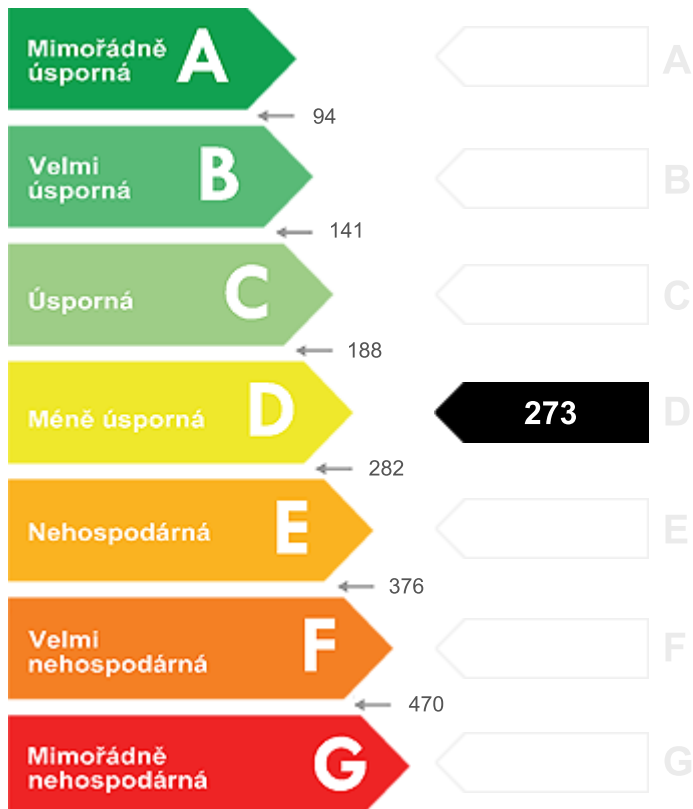 Mimořádně
úsporná
A
A
94
Velmi
úsporná
B
B
141
Úsporná
C
C
188
Méně úsporná
D
273
D
282
Nehospodárná
E
E
376
Velmi
nehospodárná
F
F
470
Mimořádně
nehospodárná
G
G